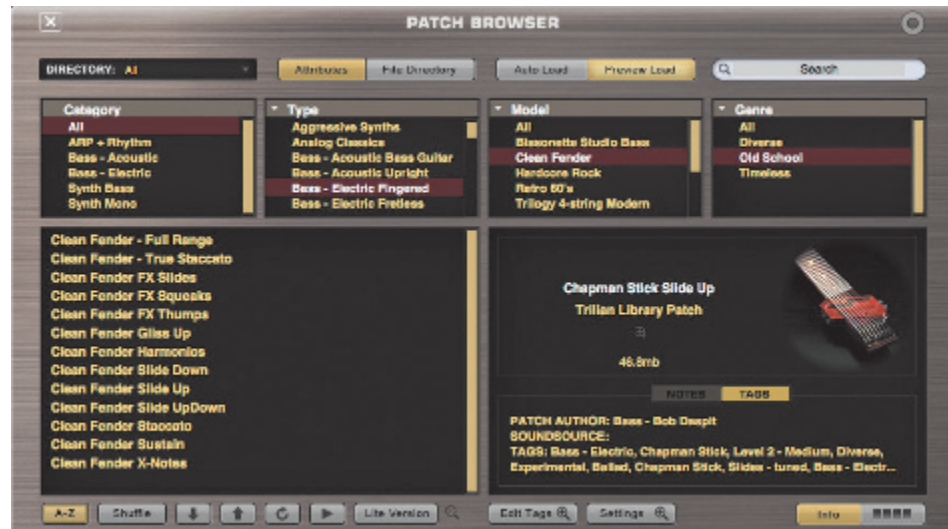 PATCH BROWSER
DIRECTORY: All
Attributes
File Directory
Auto Load
Preview Load
Search
Category
All
ARP + Rhythm
Bass - Acoustic
Bass - Electric
Synth Bass
Synth Mono
Type
Aggressive Synths
Analog Classics
Bass - Acoustic Bass Guitar
Bass - Acoustic Upright
Bass - Electric Fingered
Bass - Electric Fretless
Model
All
Bissonette Studio Bass
Clean Fender
Hardcore Rock
Retro 60's
Trilogy 4-string Modern
Genre
All
Diverse
Old School
Timeless
Clean Fender - Full Range
Clean Fender - True Staccato
Clean Fender FX Slides
Clean Fender FX Squeaks
Clean Fender FX Thumps
Clean Fender Gliss Up
Clean Fender Harmonics
Clean Fender Slide Down
Clean Fender Slide Up
Clean Fender Slide UpDown
Clean Fender Staccato
Clean Fender Sustain
Clean Fender X-Notes
Chapman Stick Slide Up
Trilian Library Patch
46.8mb
NOTES
TAGS
PATCH AUTHOR: Bass - Bob Daspit
SOUNDSOURCE:
TAGS: Bass - Electric, Chapman Stick, Level 2 - Medium, Diverse,
Experimental, Ballad, Chapman Stick, Slides - tuned, Bass - Electr...
A-Z
Shuffle
Lite Version
Edit Tags
Settings
Info